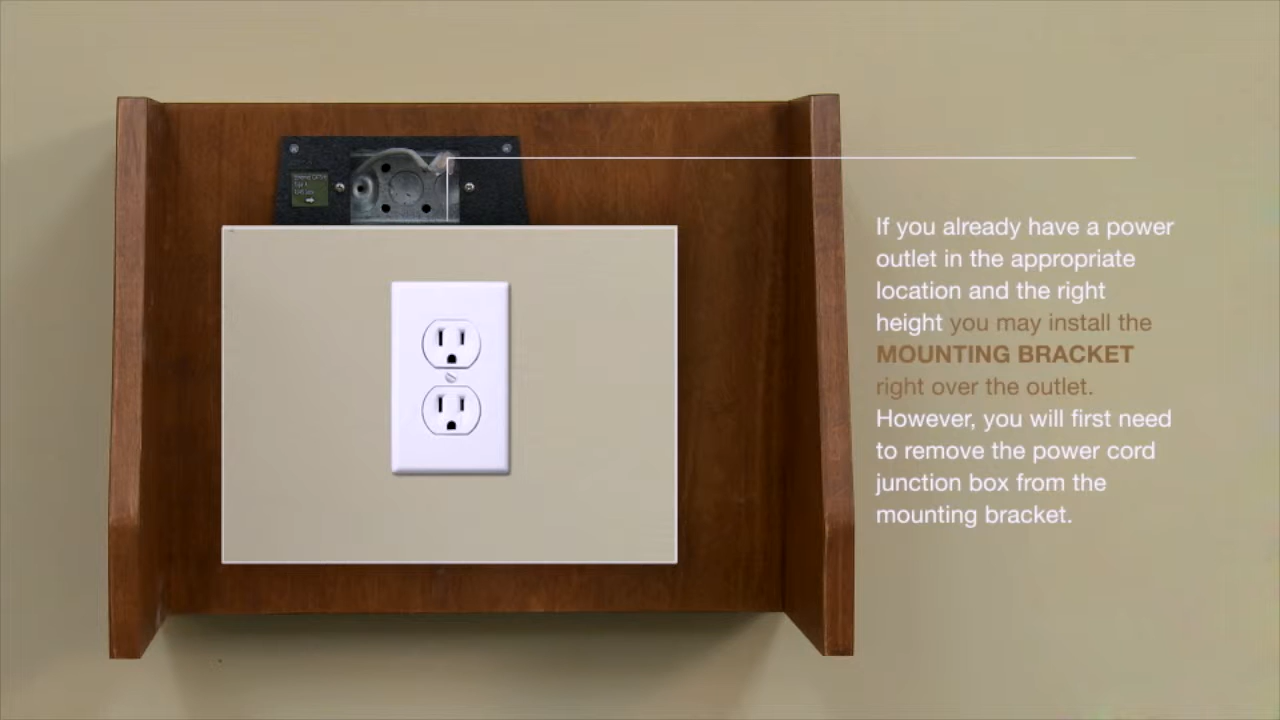 If you already have a power
outlet in the appropriate
location and the right
height you may install the
MOUNTING BRACKET
right over the outlet.
However, you will first need
to remove the power cord
junction box from the
mounting bracket.